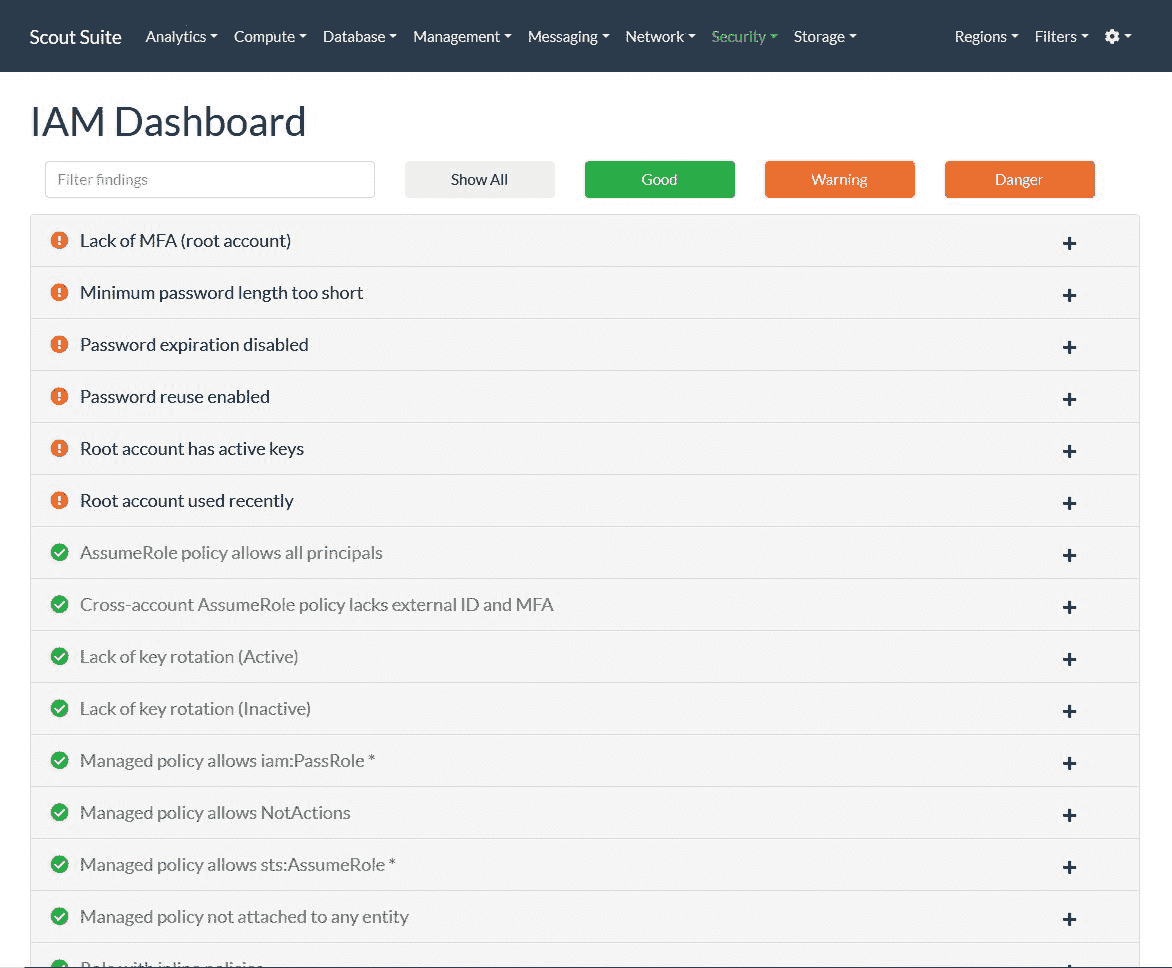 Scout Suite Analytics Compute Database Management Messaging Network Security Storage Regions Filters
IAM Dashboard
Filter findings Show All Good Warning Danger
Lack of MFA (root account)
Minimum password length too short
Password expiration disabled
Password reuse enabled
Root account has active keys
Root account used recently
AssumeRole policy allows all principals
Cross-account AssumeRole policy lacks external ID and MFA
Lack of key rotation (Active)
Lack of key rotation (Inactive)
Managed policy allows iam:PassRole *
Managed policy allows NotActions
Managed policy allows sts:AssumeRole *
Managed policy not attached to any entity
Role with inline policies